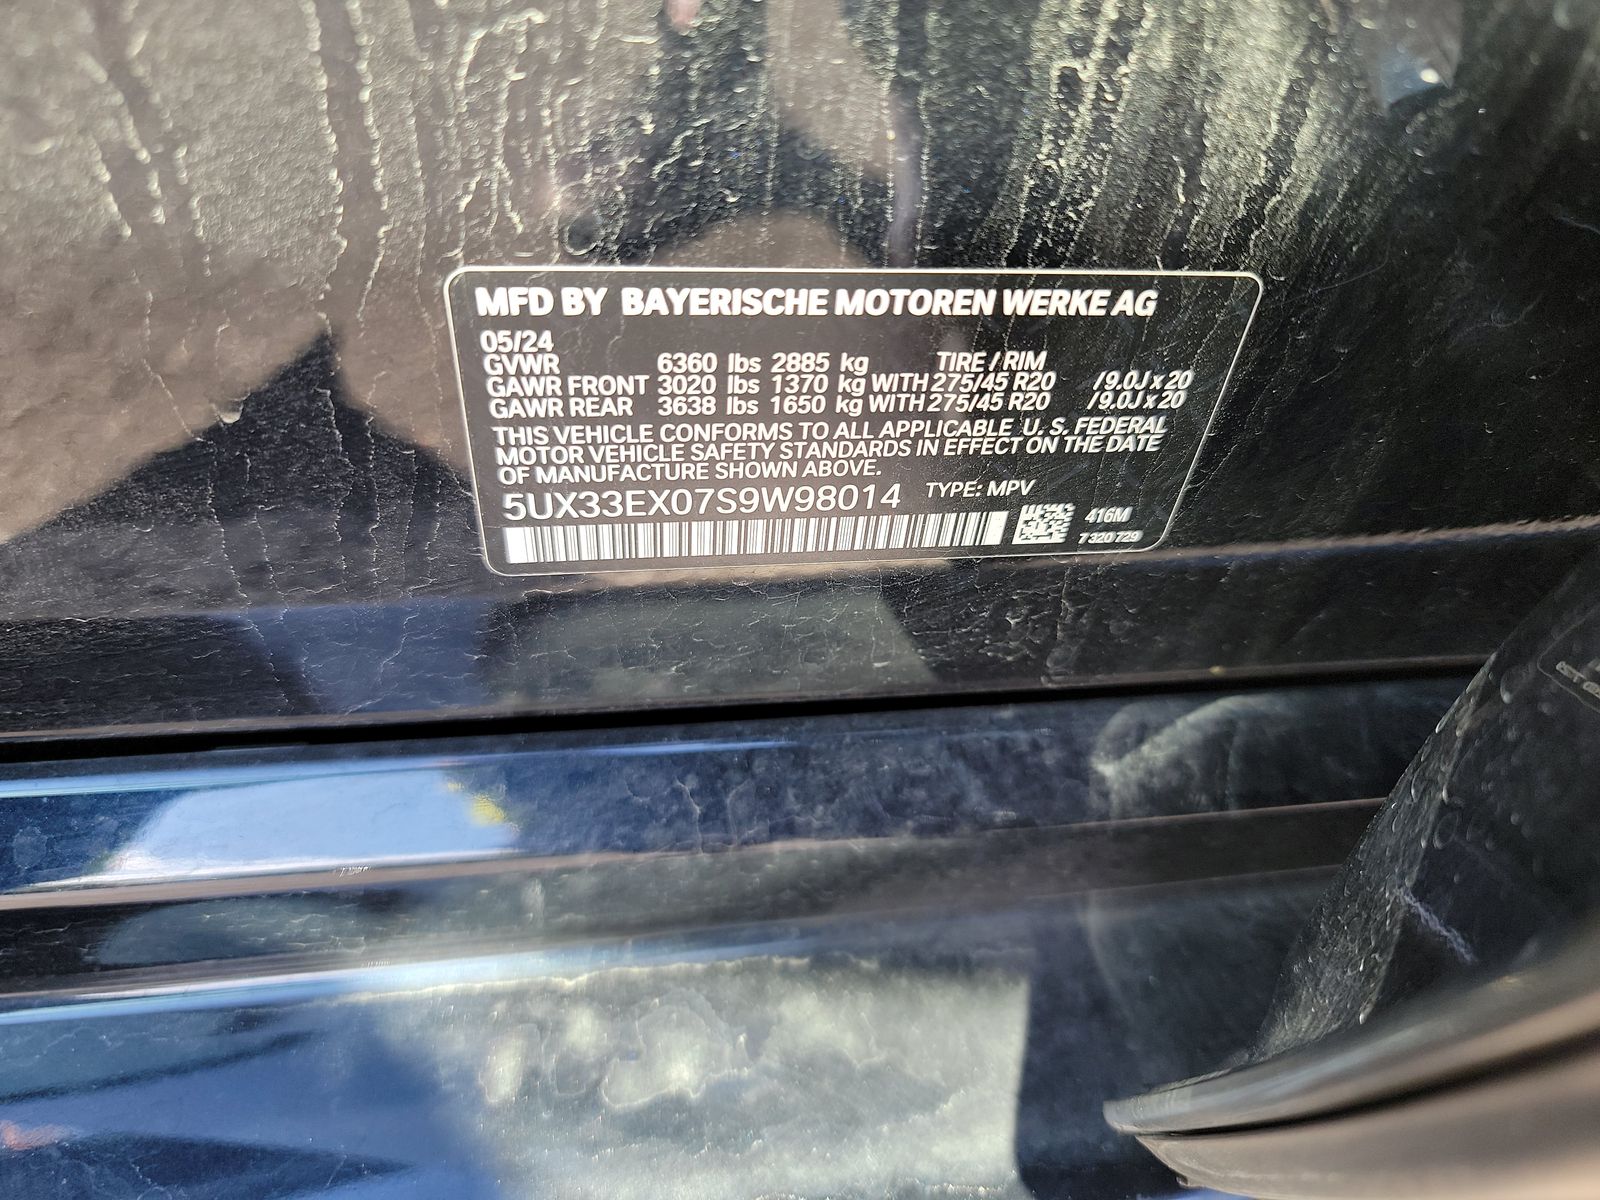 MFD BY BAYERISCHE MOTOREN WERKE AG
05/24
GVWR 6360 lbs 2885 kg TIRE / RIM
GAWR FRONT 3020 lbs 1370 kg WITH 275/45 R20 /9.0J x 20
GAWR REAR 3638 lbs 1650 kg WITH 275/45 R20 /9.0J x 20
THIS VEHICLE CONFORMS TO ALL APPLICABLE U. S. FEDERAL
MOTOR VEHICLE SAFETY STANDARDS IN EFFECT ON THE DATE
OF MANUFACTURE SHOWN ABOVE.
5UX33EX07S9W98014 TYPE: MPV
416M
7 320 729